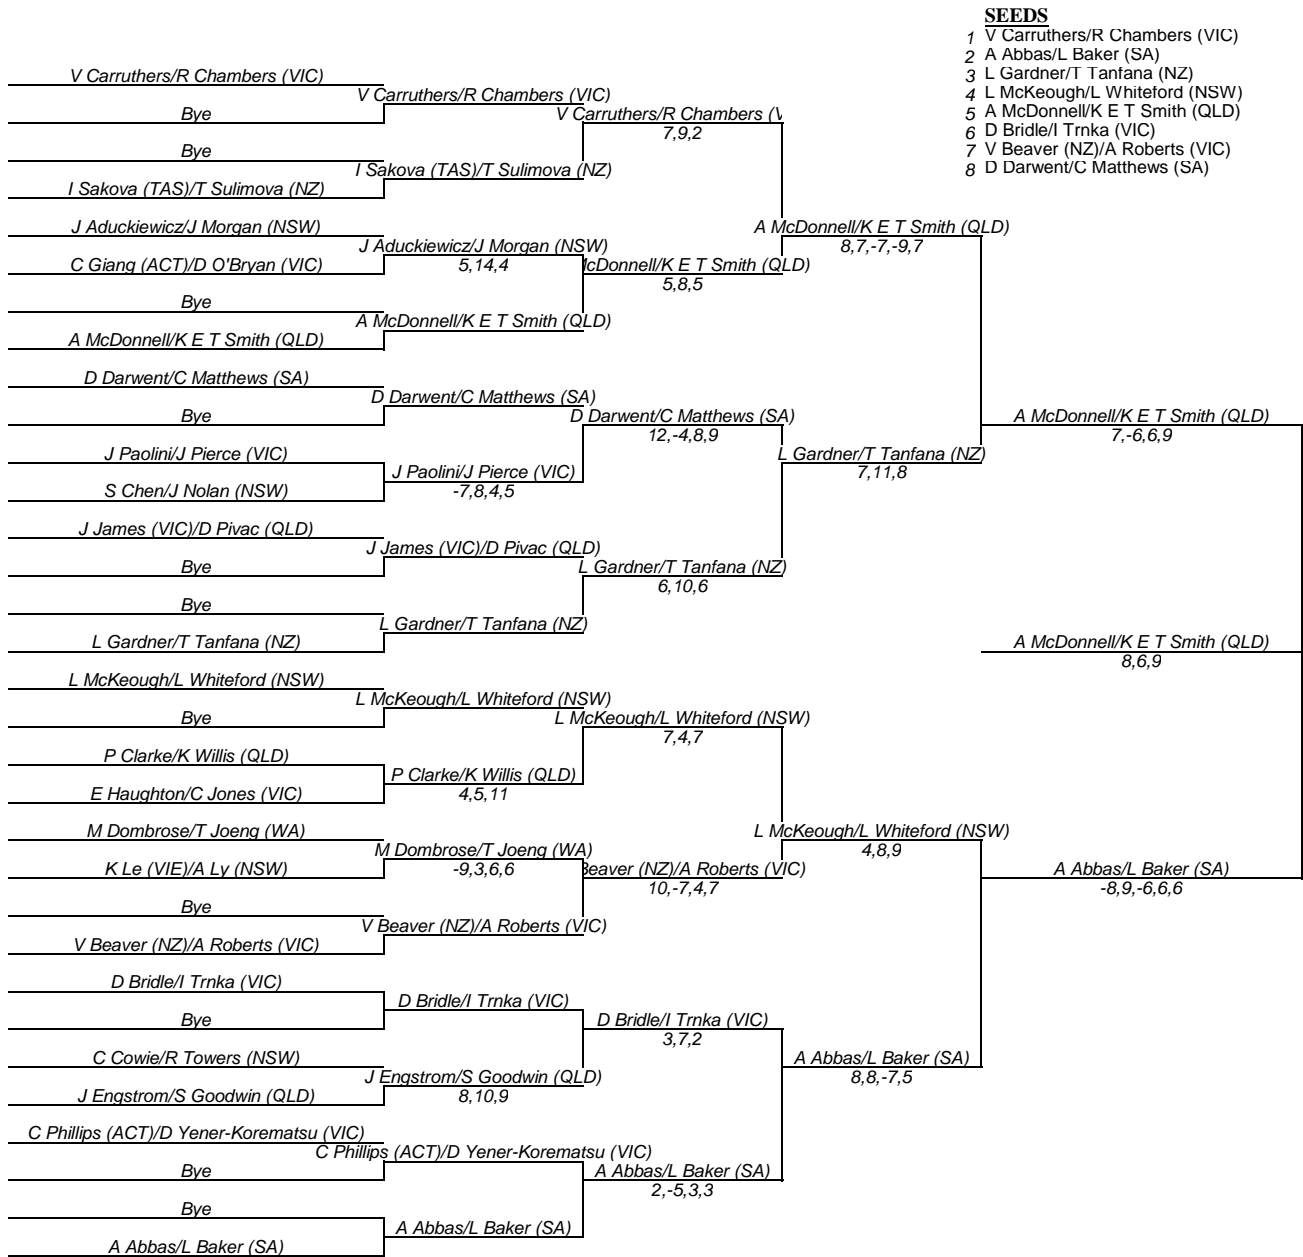 SEEDS
1 V Carruthers/R Chambers (VIC)
2 A Abbas/L Baker (SA)
3 L Gardner/T Tanfana (NZ)
4 L McKeough/L Whiteford (NSW)
5 A McDonnell/K E T Smith (QLD)
6 D Bridle/I Trnka (VIC)
7 V Beaver (NZ)/A Roberts (VIC)
8 D Darwent/C Matthews (SA)
V Carruthers/R Chambers (VIC)
Bye
Bye
I Sakova (TAS)/T Sulimova (NZ)
J Aduckiewicz/J Morgan (NSW)
C Giang (ACT)/D O'Bryan (VIC)
Bye
A McDonnell/K E T Smith (QLD)
D Darwent/C Matthews (SA)
Bye
J Paolini/J Pierce (VIC)
S Chen/J Nolan (NSW)
J James (VIC)/D Pivac (QLD)
Bye
Bye
L Gardner/T Tanfana (NZ)
L McKeough/L Whiteford (NSW)
Bye
P Clarke/K Willis (QLD)
E Haughton/C Jones (VIC)
M Dombrose/T Joeng (WA)
K Le (VIE)/A Ly (NSW)
Bye
V Beaver (NZ)/A Roberts (VIC)
D Bridle/I Trnka (VIC)
Bye
C Cowie/R Towers (NSW)
J Engstrom/S Goodwin (QLD)
C Phillips (ACT)/D Yener-Korematsu (VIC)
Bye
Bye
A Abbas/L Baker (SA)
V Carruthers/R Chambers (VIC)
I Sakova (TAS)/T Sulimova (NZ)
J Aduckiewicz/J Morgan (NSW)
5,14,4
A McDonnell/K E T Smith (QLD)
D Darwent/C Matthews (SA)
J Paolini/J Pierce (VIC)
-7,8,4,5
J James (VIC)/D Pivac (QLD)
L Gardner/T Tanfana (NZ)
L McKeough/L Whiteford (NSW)
P Clarke/K Willis (QLD)
4,5,11
M Dombrose/T Joeng (WA)
-9,3,6,6
V Beaver (NZ)/A Roberts (VIC)
D Bridle/I Trnka (VIC)
J Engstrom/S Goodwin (QLD)
8,10,9
C Phillips (ACT)/D Yener-Korematsu (VIC)
A Abbas/L Baker (SA)
V Carruthers/R Chambers (V
7,9,2
McDonnell/K E T Smith (QLD)
5,8,5
D Darwent/C Matthews (SA)
12,-4,8,9
L Gardner/T Tanfana (NZ)
6,10,6
L McKeough/L Whiteford (NSW)
7,4,7
Beaver (NZ)/A Roberts (VIC)
10,-7,4,7
D Bridle/I Trnka (VIC)
3,7,2
A Abbas/L Baker (SA)
2,-5,3,3
A McDonnell/K E T Smith (QLD)
8,7,-7,-9,7
L Gardner/T Tanfana (NZ)
7,11,8
L McKeough/L Whiteford (NSW)
4,8,9
A Abbas/L Baker (SA)
8,8,-7,5
A McDonnell/K E T Smith (QLD)
7,-6,6,9
A McDonnell/K E T Smith (QLD)
8,6,9
A Abbas/L Baker (SA)
-8,9,-6,6,6